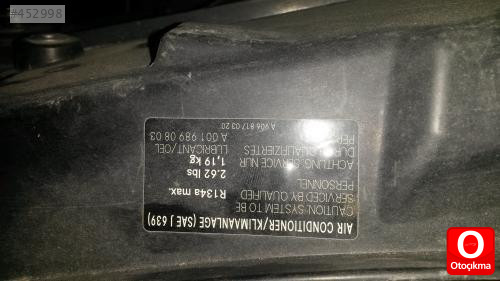 #452998
AIR CONDITIONER/KLIMAANLAGE (SAE J 639)
CAUTION SYSTEM TO BE
SERVICED BY QUALIFIED
PERSONNEL
ACHTUNG, SERVICE NUR
R134a max.
2.62 lbs
1,19 kg
LUBRICANT/OEL
A 001 989 08 03
A 906 817 03 20
O
Otoçıkma